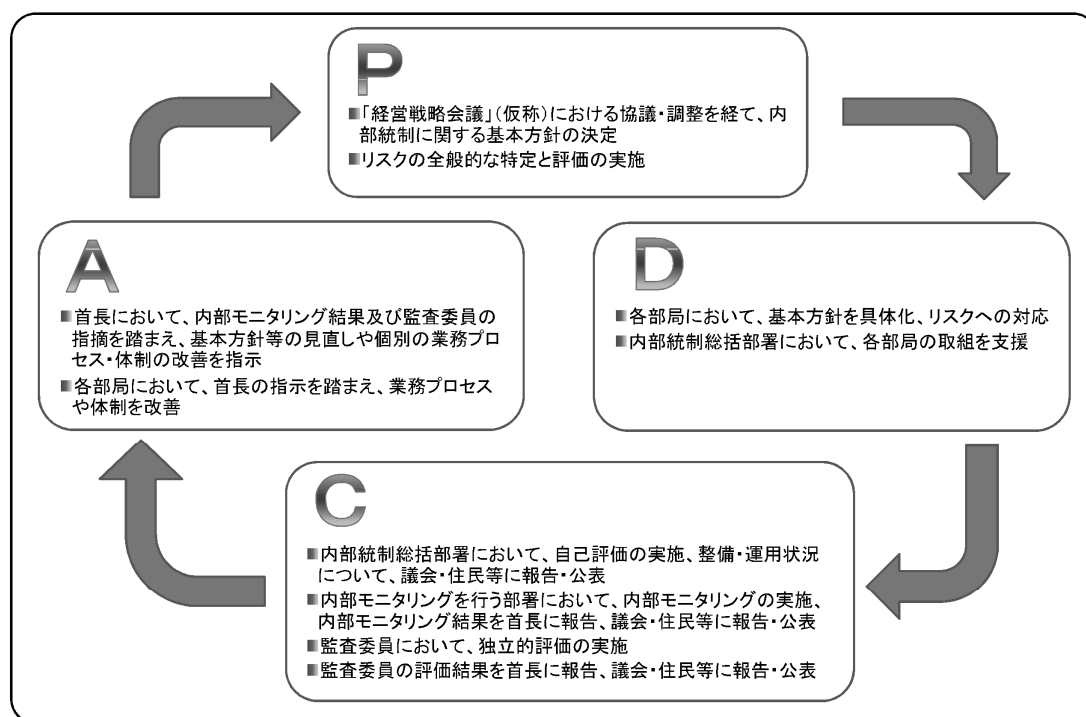 P
■「経営戦略会議」(仮称)における協議・調整を経て、内
部統制に関する基本方針の決定
■リスクの全般的な特定と評価の実施
A
■首長において、内部モニタリング結果及び監査委員の
指摘を踏まえ、基本方針等の見直しや個別の業務プロ
セス・体制の改善を指示
■各部局において、首長の指示を踏まえ、業務プロセス
や体制を改善
D
■各部局において、基本方針を具体化、リスクへの対応
■内部統制総括部署において、各部局の取組を支援
C
■内部統制総括部署において、自己評価の実施、整備・運用状況
について、議会・住民等に報告・公表
■内部モニタリングを行う部署において、内部モニタリングの実施、
内部モニタリング結果を首長に報告、議会・住民等に報告・公表
■監査委員において、独立的評価の実施
■監査委員の評価結果を首長に報告、議会・住民等に報告・公表